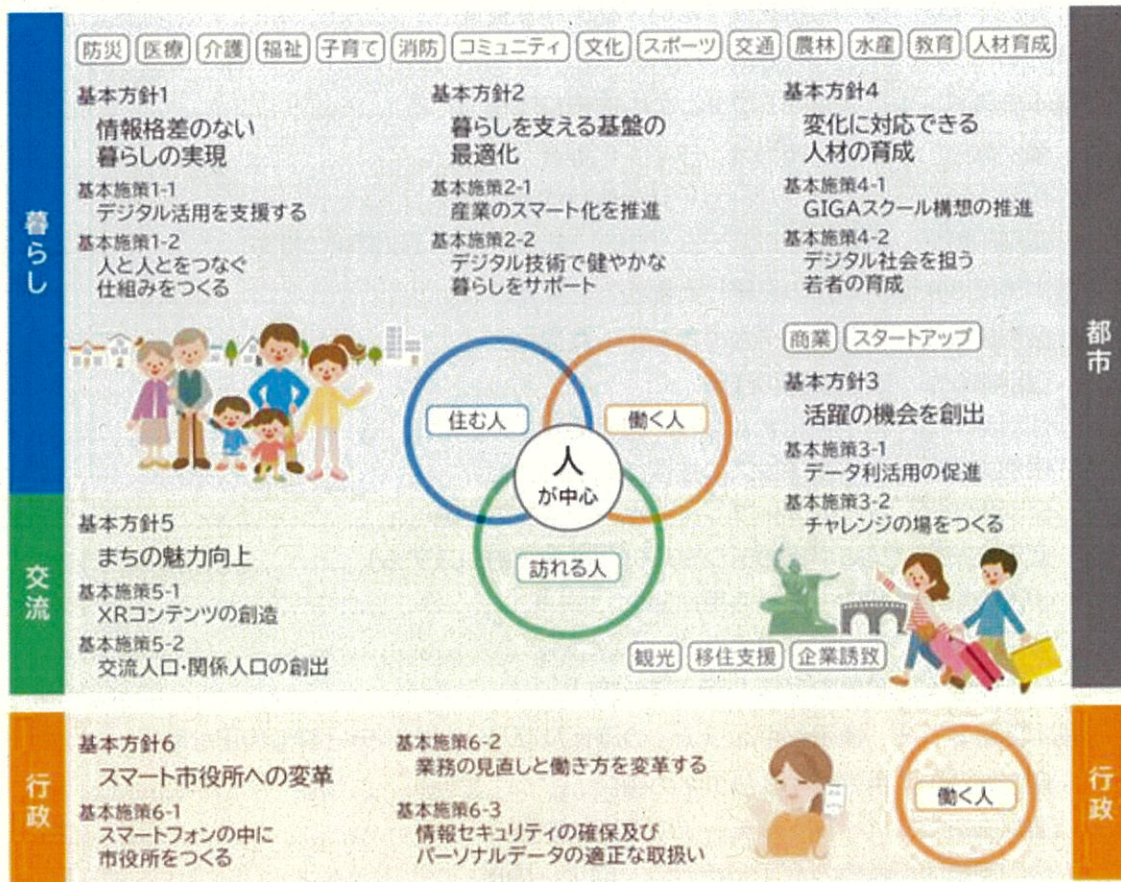 防災 医療 介護 福祉 子育て 消防 コミュニティ 文化 スポーツ 交通 農林 水産 教育 人材育成
暮らし
基本方針1
情報格差のない
暮らしの実現
基本施策1-1
デジタル活用を支援する
基本施策1-2
人と人とをつなぐ
仕組みをつくる
基本方針2
暮らしを支える基盤の
最適化
基本施策2-1
産業のスマート化を推進
基本施策2-2
デジタル技術で健やかな
暮らしをサポート
基本方針4
変化に対応できる
人材の育成
基本施策4-1
GIGAスクール構想の推進
基本施策4-2
デジタル社会を担う
若者の育成
都市
商業 スタートアップ
基本方針3
活躍の機会を創出
基本施策3-1
データ利活用の促進
基本施策3-2
チャレンジの場をつくる
住む人
働く人
人
が中心
訪れる人
交流
基本方針5
まちの魅力向上
基本施策5-1
XRコンテンツの創造
基本施策5-2
交流人口・関係人口の創出
観光 移住支援 企業誘致
行政
基本方針6
スマート市役所への変革
基本施策6-1
スマートフォンの中に
市役所をつくる
基本施策6-2
業務の見直しと働き方を変革する
基本施策6-3
情報セキュリティの確保及び
パーソナルデータの適正な取扱い
働く人
行政